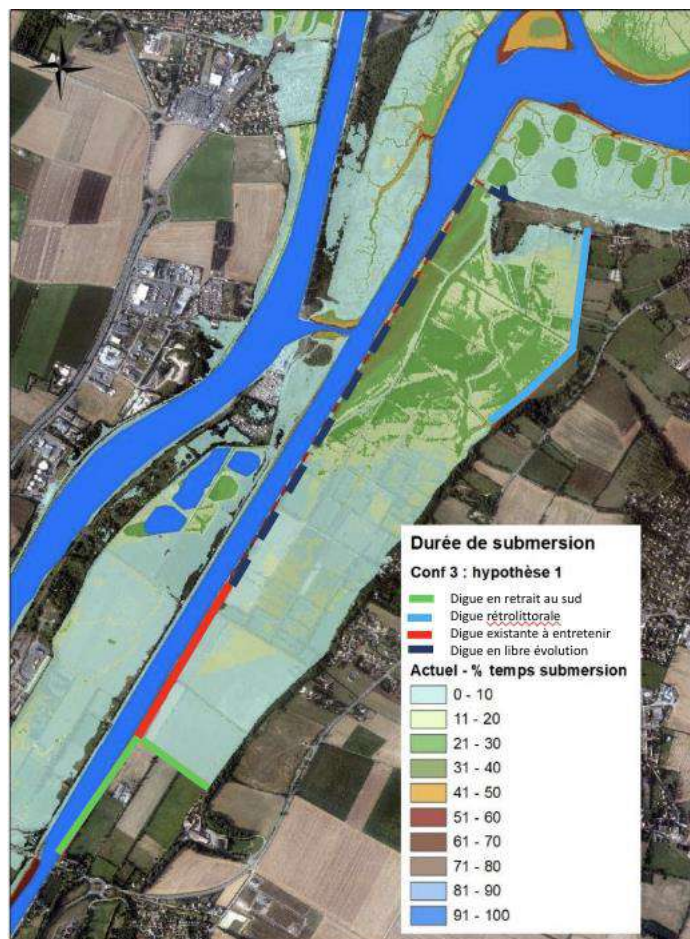 Durée de submersion
Conf 3 : hypothèse 1
Digue en retrait au sud
Digue rétrolittorale
Digue existante à entretenir
Digue en libre évolution
Actuel - % temps submersion
0 - 10
11 - 20
21 - 30
31 - 40
41 - 50
51 - 60
61 - 70
71 - 80
81 - 90
91 - 100